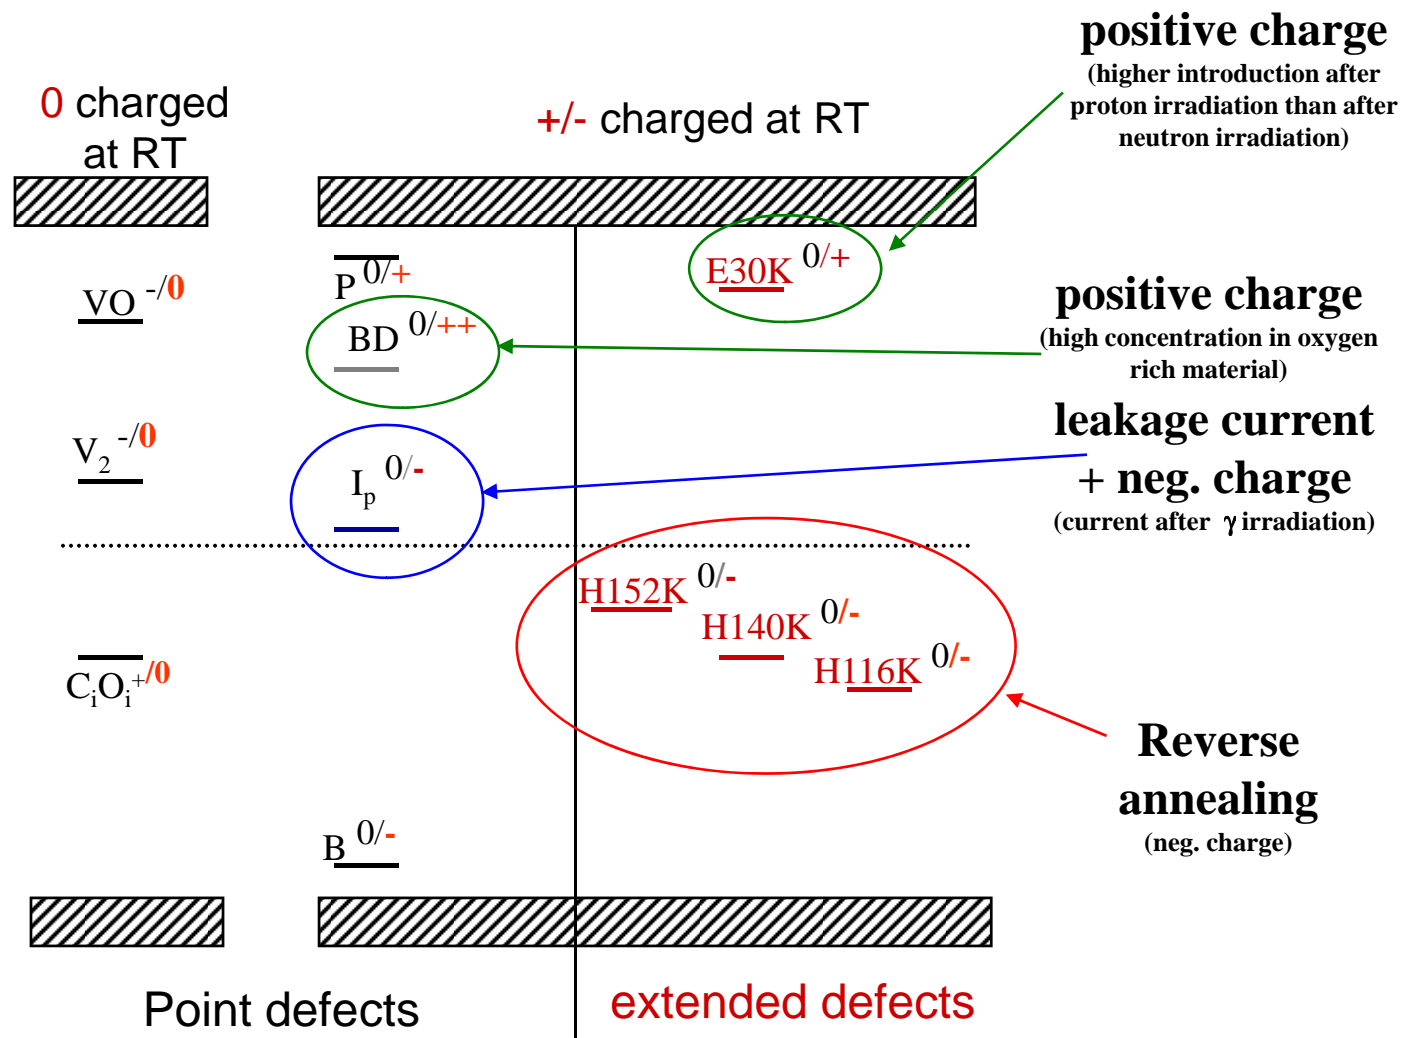 0 charged
at RT
+/- charged at RT
positive charge
(higher introduction after
proton irradiation than after
neutron irradiation)
VO -/0
P 0/+
E30K 0/+
BD 0/++
positive charge
(high concentration in oxygen
rich material)
V2 -/0
Ip 0/-
leakage current
+ neg. charge
(current after γ irradiation)
H152K 0/-
H140K 0/-
H116K 0/-
CiOi +/0
Reverse
annealing
(neg. charge)
B 0/-
Point defects
extended defects